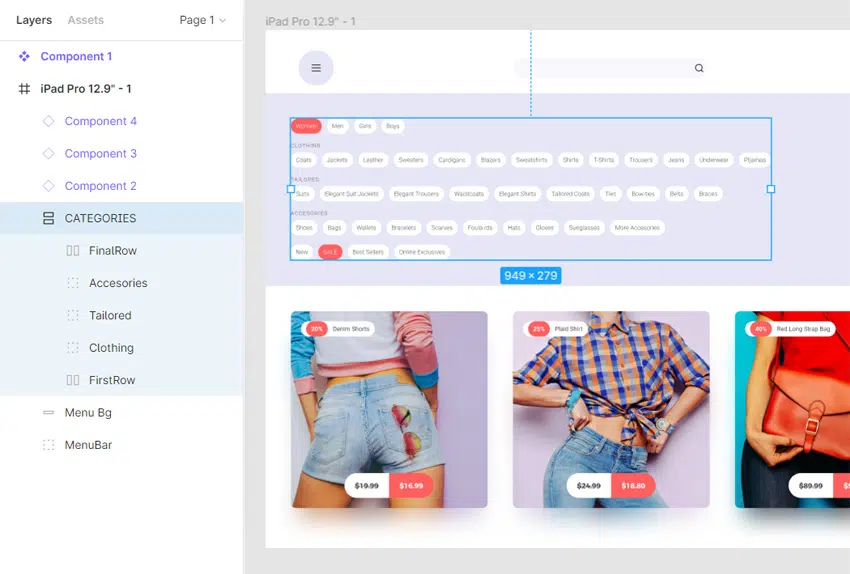 Layers Assets Page 1
Component 1
iPad Pro 12.9" - 1
Component 4
Component 3
Component 2
CATEGORIES
FinalRow
Accesories
Tailored
Clothing
FirstRow
Menu Bg
MenuBar
iPad Pro 12.9" - 1
Women Men Girls Boys
CLOTHING
Coats Jackets Leather Sweaters Cardigans Blazers Sweatshirts Shirts T-Shirts Trousers Jeans Underwear Pijamas
TAILORED
Suits Elegant Suit Jackets Elegant Trousers Waistcoats Elegant Shirts Tailored Coats Ties Bow-ties Belts Braces
ACCESORIES
Shoes Bags Wallets Bracelets Scarves Foulards Hats Gloves Sunglasses More Accesories
New SALE Best Sellers Online Exclusives
949 × 279
20% Denim Shorts
$19.99 $16.99
25% Plaid Shirt
$24.99 $18.80
40% Red Long Strap Bag
$89.99